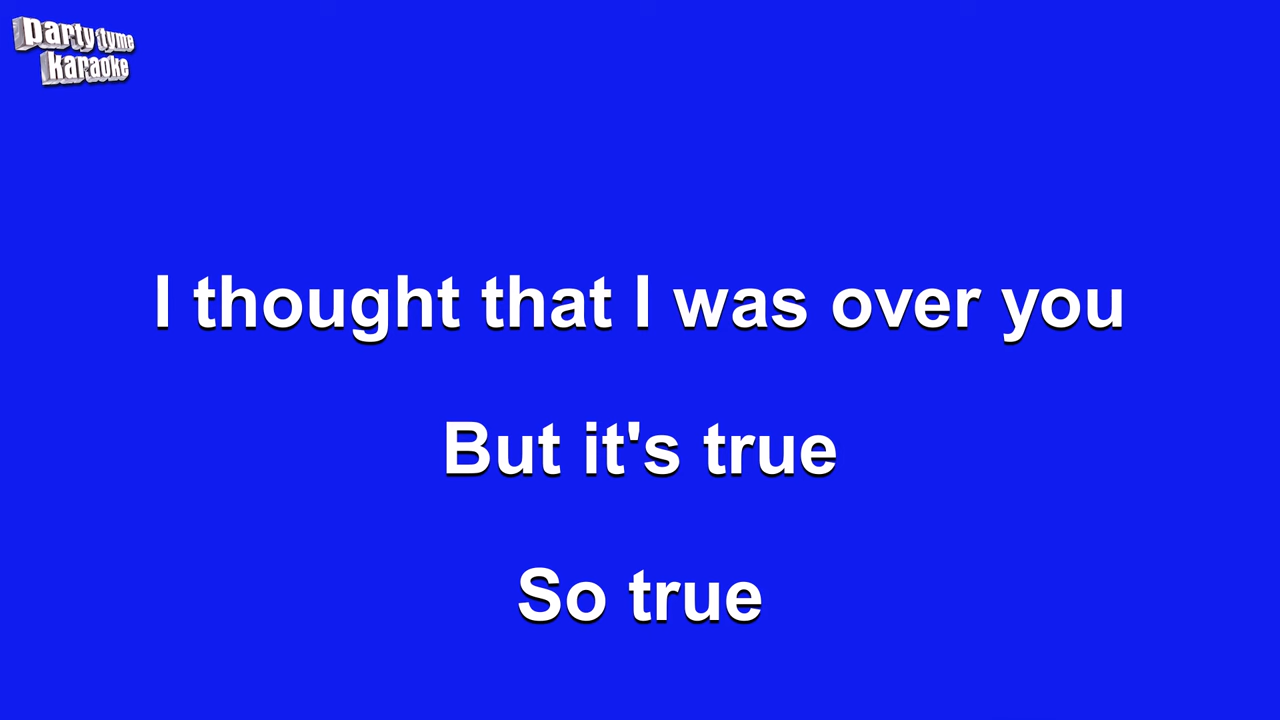 party tyme
karaoke
I thought that I was over you
But it's true
So true